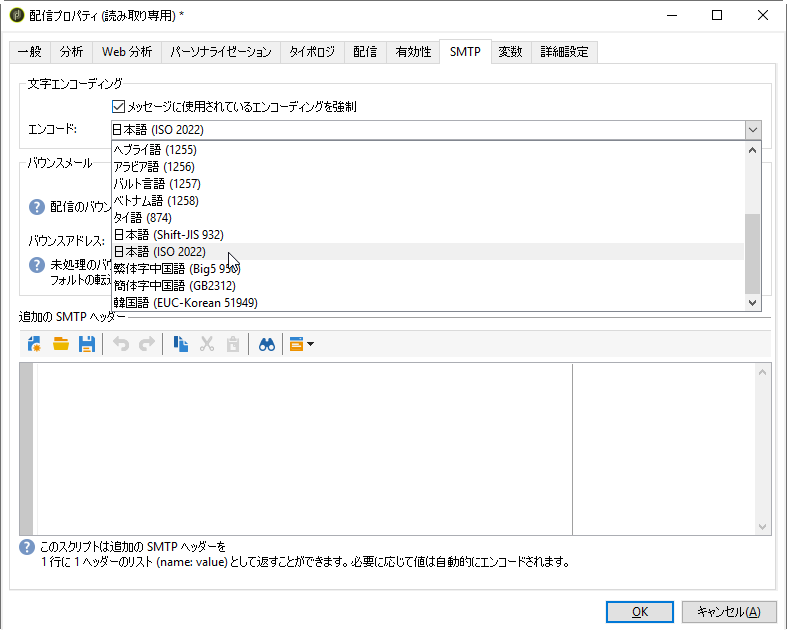 配信プロパティ (読み取り専用) *
一般 分析 Web 分析 パーソナライゼーション タイポロジ 配信 有効性 SMTP 変数 詳細設定
文字エンコーディング
メッセージに使用されているエンコーディングを強制
エンコード: 日本語 (ISO 2022)
ヘブライ語 (1255)
バウンスメール
アラビア語 (1256)
バルト言語 (1257)
ベトナム語 (1258)
配信のバウン
タイ語 (874)
日本語 (Shift-JIS 932)
バウンスアドレス:
日本語 (ISO 2022)
未処理のバウ
繁体字中国語 (Big5 950)
フォルトの転送
簡体字中国語 (GB2312)
韓国語 (EUC-Korean 51949)
追加の SMTP ヘッダー
このスクリプトは追加の SMTP ヘッダーを
1 行に 1 ヘッダーのリスト (name: value) として返すことができます。必要に応じて値は自動的にエンコードされます。
OK キャンセル(A)